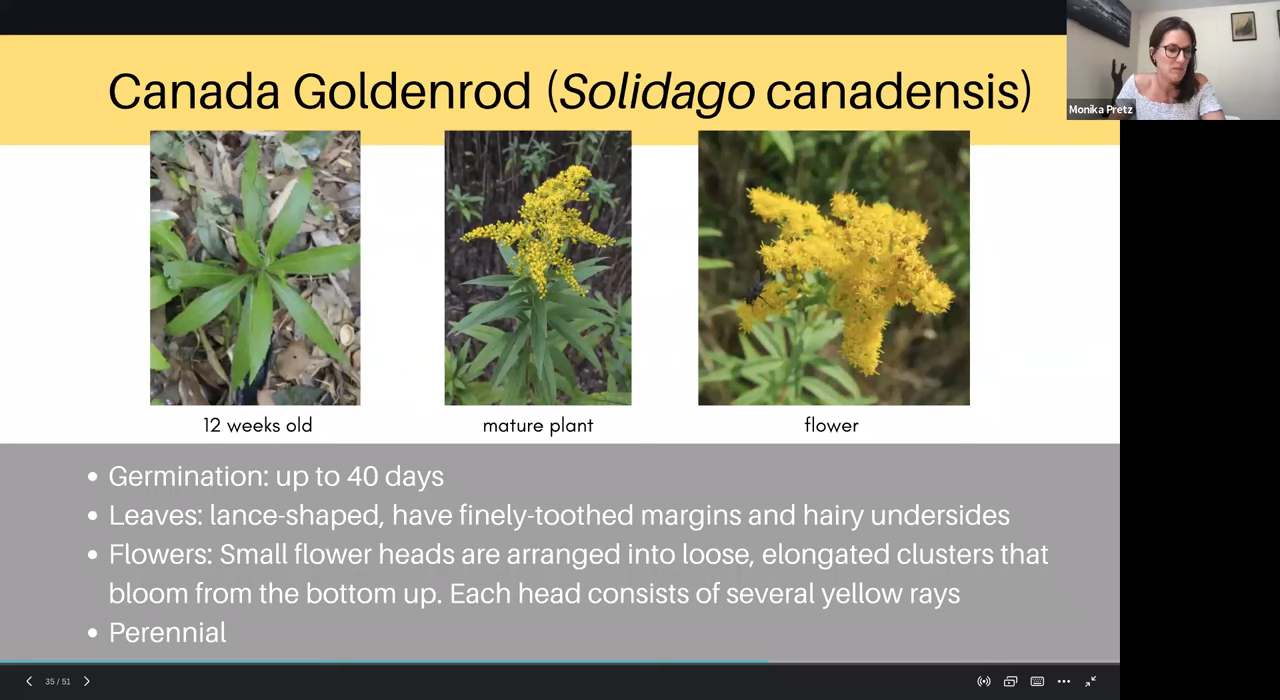 Canada Goldenrod (Solidago canadensis)
Monika Pretz
12 weeks old
mature plant
flower
• Germination: up to 40 days
• Leaves: lance-shaped, have finely-toothed margins and hairy undersides
• Flowers: Small flower heads are arranged into loose, elongated clusters that
bloom from the bottom up. Each head consists of several yellow rays
• Perennial
35 / 51